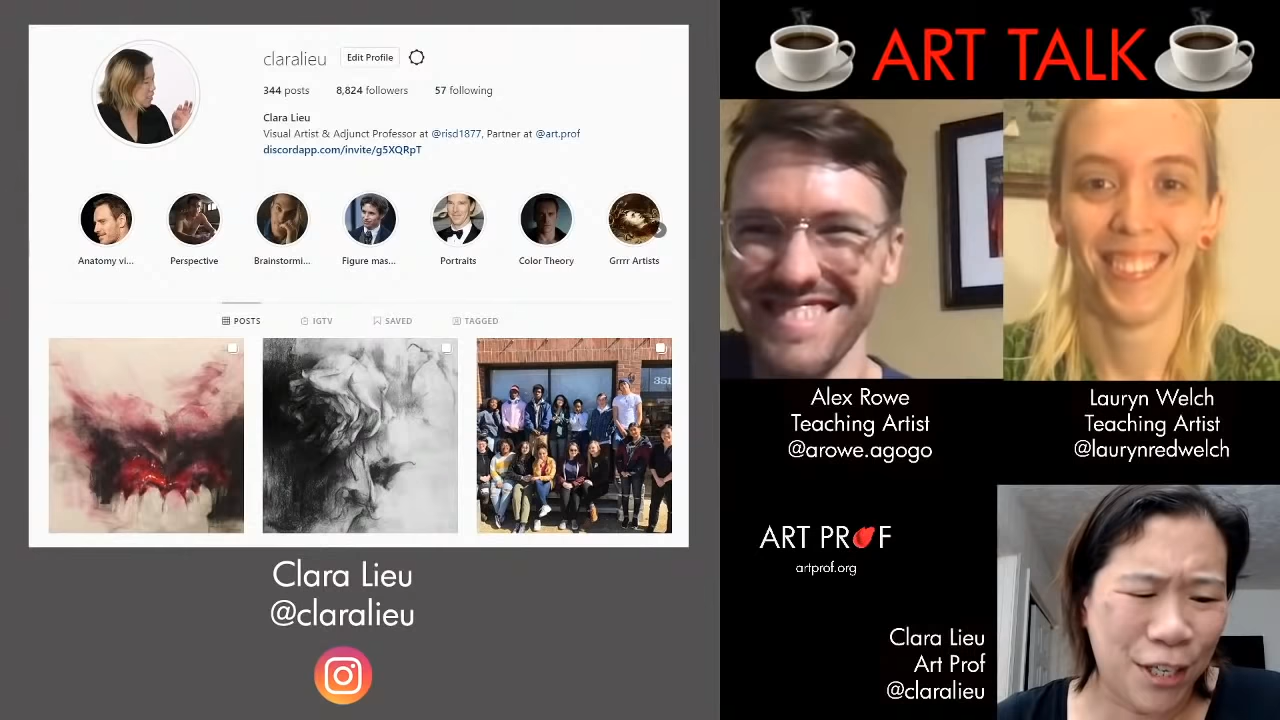 claralieu
Edit Profile
344 posts
8,824 followers
57 following
Clara Lieu
Visual Artist & Adjunct Professor at @risd1877, Partner at @art.prof
discordapp.com/invite/g5XQRpT
Anatomy vi...
Perspective
Brainstormi...
Figure mas...
Portraits
Color Theory
Grrrr Artists
POSTS
IGTV
SAVED
TAGGED
351
Clara Lieu
@claralieu
ART TALK
Alex Rowe
Teaching Artist
@arowe.agogo
Lauryn Welch
Teaching Artist
@laurynredwelch
ART PROF
artprof.org
Clara Lieu
Art Prof
@claralieu